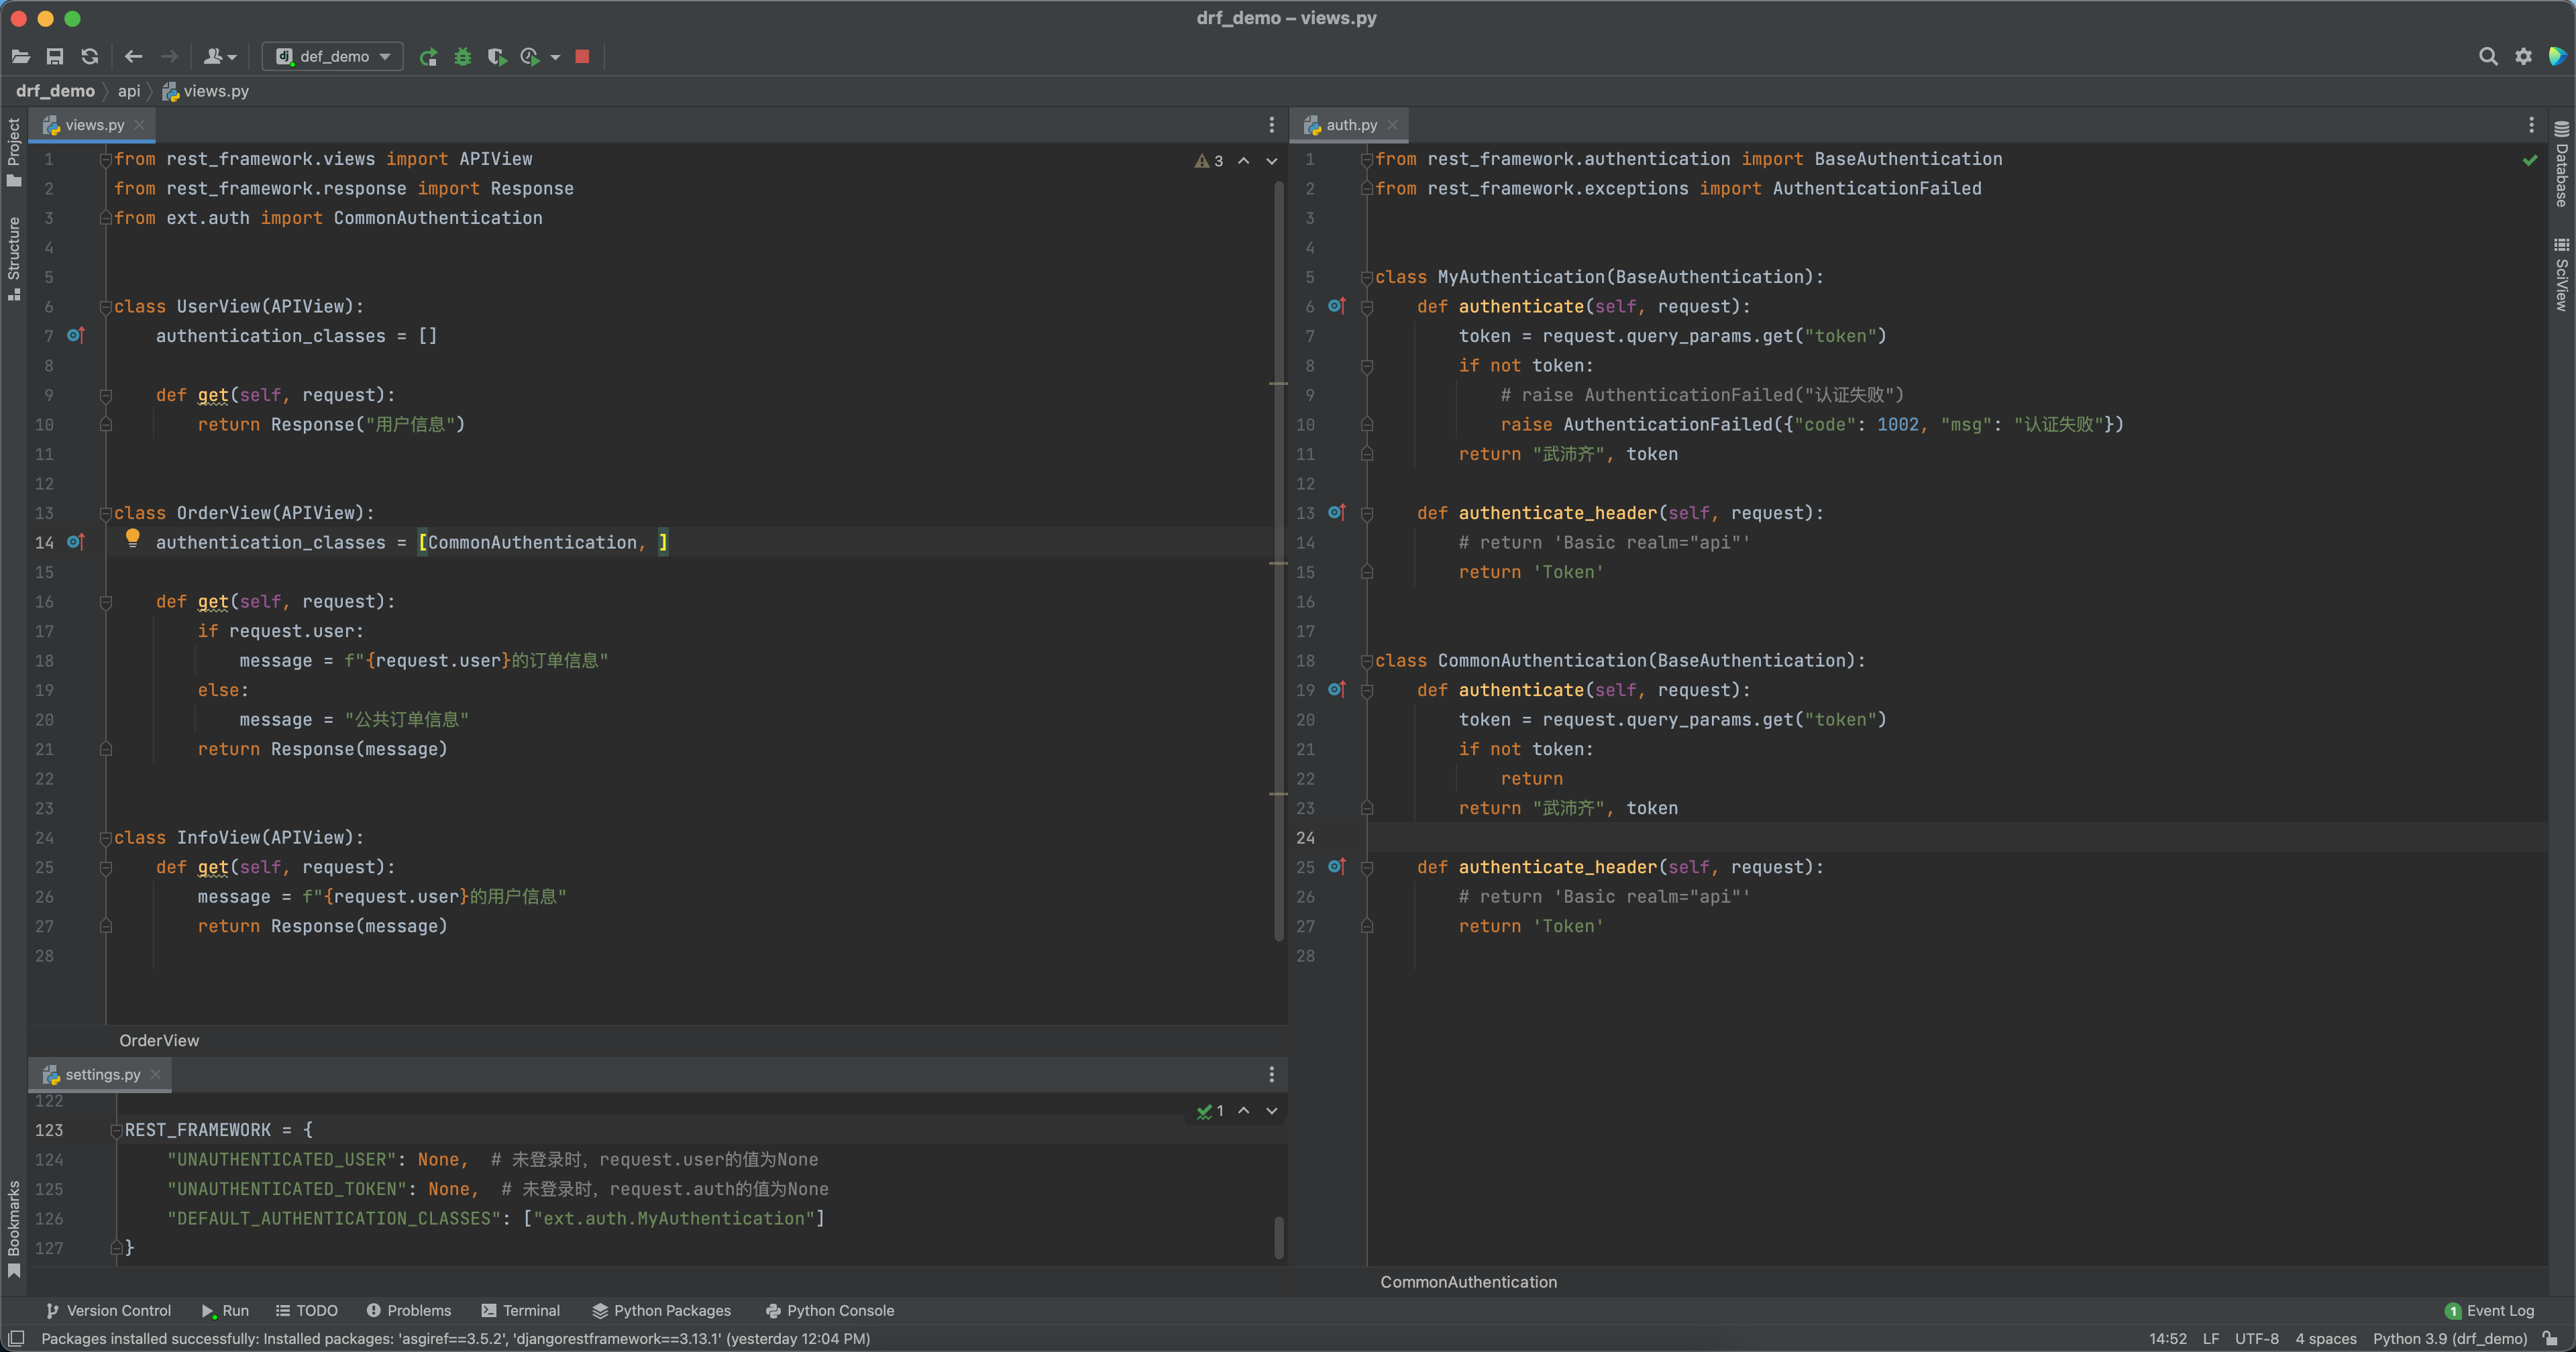 drf_demo – views.py
def_demo
drf_demo
api
views.py
Project
Structure
Bookmarks
views.py
3
1 from rest_framework.views import APIView
2 from rest_framework.response import Response
3 from ext.auth import CommonAuthentication
4
5
6 class UserView(APIView):
7 authentication_classes = []
8
9 def get(self, request):
10 return Response("用户信息")
11
12
13 class OrderView(APIView):
14 authentication_classes = [CommonAuthentication, ]
15
16 def get(self, request):
17 if request.user:
18 message = f"{request.user}的订单信息"
19 else:
20 message = "公共订单信息"
21 return Response(message)
22
23
24 class InfoView(APIView):
25 def get(self, request):
26 message = f"{request.user}的用户信息"
27 return Response(message)
28
OrderView
settings.py
1
122
123 REST_FRAMEWORK = {
124 "UNAUTHENTICATED_USER": None, # 未登录时，request.user的值为None
125 "UNAUTHENTICATED_TOKEN": None, # 未登录时，request.auth的值为None
126 "DEFAULT_AUTHENTICATION_CLASSES": ["ext.auth.MyAuthentication"]
127 }
auth.py
1 from rest_framework.authentication import BaseAuthentication
2 from rest_framework.exceptions import AuthenticationFailed
3
4
5 class MyAuthentication(BaseAuthentication):
6 def authenticate(self, request):
7 token = request.query_params.get("token")
8 if not token:
9 # raise AuthenticationFailed("认证失败")
10 raise AuthenticationFailed({"code": 1002, "msg": "认证失败"})
11 return "武沛齐", token
12
13 def authenticate_header(self, request):
14 # return 'Basic realm="api"'
15 return 'Token'
16
17
18 class CommonAuthentication(BaseAuthentication):
19 def authenticate(self, request):
20 token = request.query_params.get("token")
21 if not token:
22 return
23 return "武沛齐", token
24
25 def authenticate_header(self, request):
26 # return 'Basic realm="api"'
27 return 'Token'
28
CommonAuthentication
Database
SciView
Version Control
Run
TODO
Problems
Terminal
Python Packages
Python Console
1 Event Log
Packages installed successfully: Installed packages: 'asgiref==3.5.2', 'djangorestframework==3.13.1' (yesterday 12:04 PM)
14:52 LF UTF-8 4 spaces Python 3.9 (drf_demo)